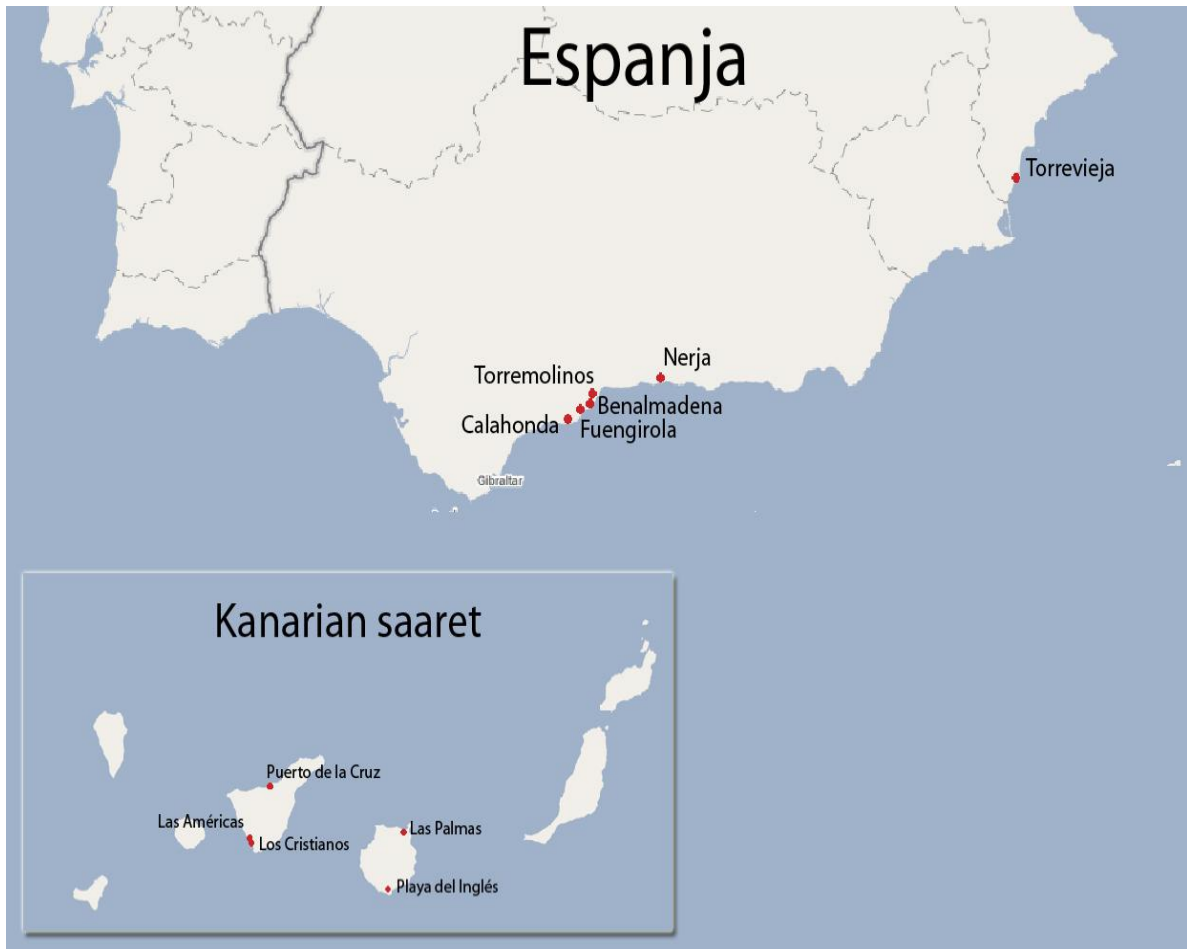 Espanja
Torrevieja
Nerja
Torremolinos
Benalmadena
Calahonda
Fuengirola
Gibraltar
Kanarian saaret
Puerto de la Cruz
Las Américas
Las Palmas
Los Cristianos
Playa del Inglés